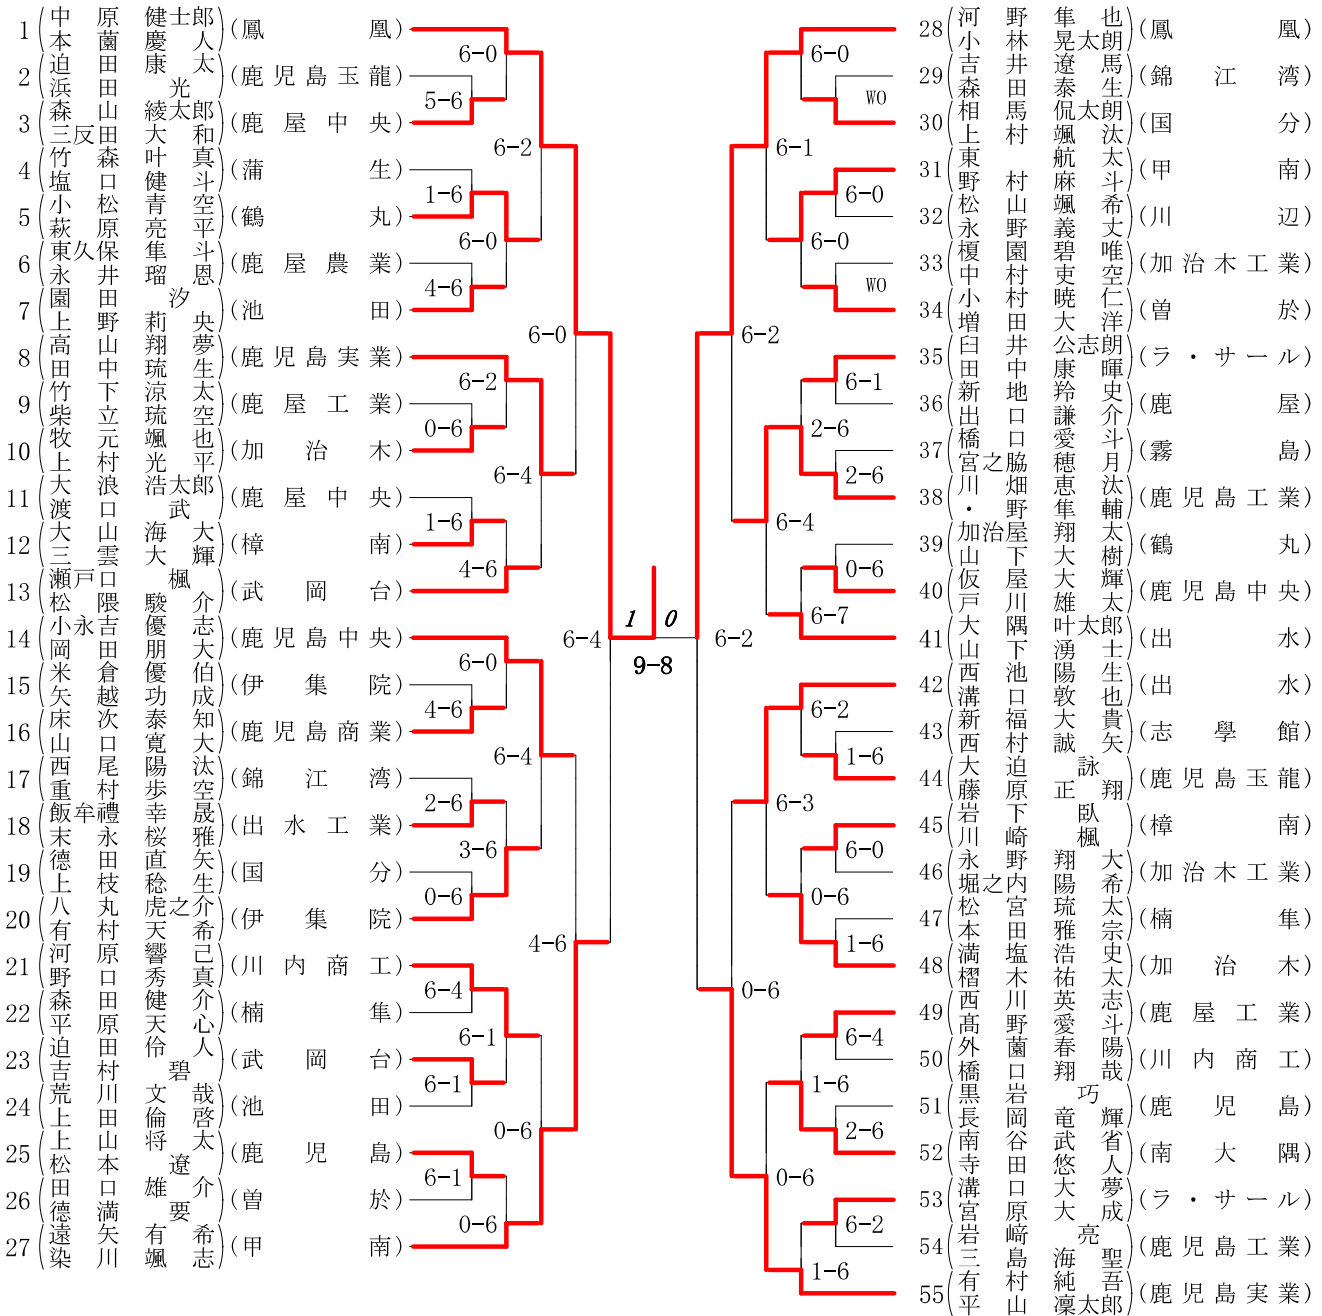 1 (中原 健士郎 / 本薗 慶人) (鳳凰)
2 (迫田 康太 / 浜田 光) (鹿児島玉龍)
3 (森山 綾太郎 / 三反田 大和) (鹿屋中央)
4 (竹森 叶真 / 塩口 健斗) (蒲生)
5 (小松 青空 / 萩原 亮平) (鶴丸)
6 (東久保 隼斗 / 永井 瑠恩) (鹿屋農業)
7 (園田 汐 / 上野 莉央) (池田)
8 (高山 翔夢 / 田中 琉生) (鹿児島実業)
9 (竹下 涼太 / 柴立 琉空) (鹿屋工業)
10 (牧元 颯也 / 上村 光平) (加治木)
11 (大浪 浩太郎 / 渡口 武) (鹿屋中央)
12 (大山 海大 / 三雲 大輝) (樟南)
13 (瀬戸口 楓 / 松隈 駿介) (武岡台)
14 (小永吉 優志 / 岡田 朋大) (鹿児島中央)
15 (米倉 優伯 / 矢越 功成) (伊集院)
16 (床次 泰知 / 山口 寛大) (鹿児島商業)
17 (西尾 陽汰 / 重村 歩空) (錦江湾)
18 (飯牟禮 幸晟 / 末永 桜雅) (出水工業)
19 (德田 直矢 / 上枝 稔生) (国分)
20 (八丸 虎之介 / 有村 天希) (伊集院)
21 (河原 響己 / 野口 秀真) (川内商工)
22 (森田 健介 / 平原 天心) (楠隼)
23 (迫田 伶人 / 吉村 碧) (武岡台)
24 (荒川 文哉 / 上田 倫啓) (池田)
25 (上山 将太 / 松本 遼) (鹿児島)
26 (田口 雄介 / 德満 要) (曽於)
27 (遠矢 有希 / 染川 颯志) (甲南)
6-0
5-6
6-2
1-6
6-0
4-6
6-0
6-2
0-6
6-4
1-6
4-6
6-4
6-0
4-6
6-4
2-6
3-6
0-6
4-6
6-4
6-1
6-1
0-6
6-1
0-6
1 0
9-8
6-0
WO
6-1
6-0
6-0
WO
6-2
6-1
2-6
2-6
6-4
0-6
6-7
6-2
6-2
1-6
6-3
6-0
0-6
1-6
0-6
6-4
1-6
2-6
0-6
6-2
1-6
28 (河野 隼也 / 小林 晃太朗) (鳳凰)
29 (吉井 遼馬 / 森田 泰生) (錦江湾)
30 (相馬 侃太朗 / 上村 颯汰) (国分)
31 (東 航太 / 野村 麻斗) (甲南)
32 (松山 颯希 / 永野 義丈) (川辺)
33 (榎園 碧唯 / 中村 吏空) (加治木工業)
34 (小村 暁仁 / 増田 大洋) (曽於)
35 (臼井 公志朗 / 田中 康暉) (ラ・サール)
36 (新地 羚史 / 出口 謙介) (鹿屋)
37 (橋口 愛斗 / 宮之脇 穂月) (霧島)
38 (川畑 恵汰 / ・野 隼輔) (鹿児島工業)
39 (加治屋 翔太 / 山下 大樹) (鶴丸)
40 (仮屋 大輝 / 戸川 雄太) (鹿児島中央)
41 (大隅 叶太郎 / 山下 湧士) (出水)
42 (西池 陽生 / 溝口 敦也) (出水)
43 (新福 大貴 / 西村 誠矢) (志學館)
44 (大迫 詠 / 藤原 正翔) (鹿児島玉龍)
45 (岩下 臥 / 川崎 楓) (樟南)
46 (永野 翔大 / 堀之内 陽希) (加治木工業)
47 (松宮 琉太 / 本田 雅宗) (楠隼)
48 (満塩 浩史 / 榴木 祐太) (加治木)
49 (西川 英志 / 髙野 愛斗) (鹿屋工業)
50 (外薗 春陽 / 橋口 翔哉) (川内商工)
51 (黒岩 巧 / 長岡 竜輝) (鹿児島)
52 (南谷 武省 / 寺田 悠人) (南大隅)
53 (溝口 大夢 / 宮原 大成) (ラ・サール)
54 (岩﨑 亮 / 三島 海聖) (鹿児島工業)
55 (有村 純吾 / 平山 凜太郎) (鹿児島実業)